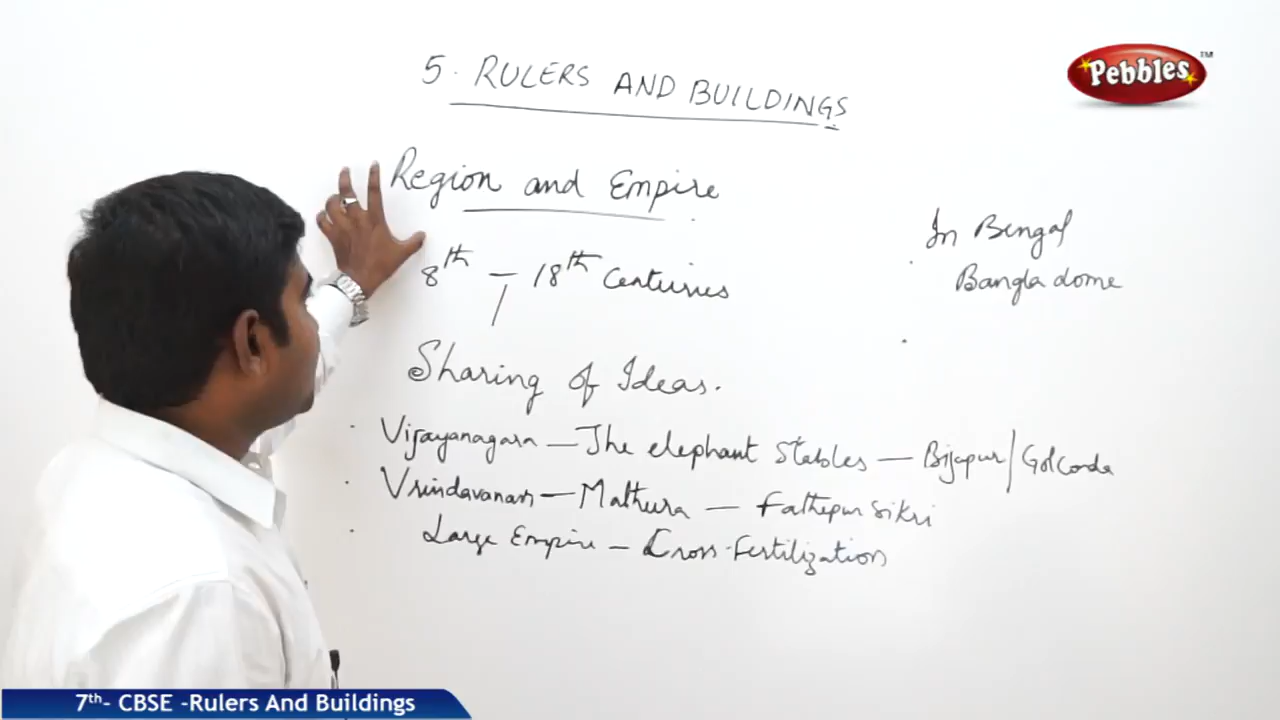 5. RULERS AND BUILDINGS
Pebbles™
Region and Empire
8th – 18th Centuries
Sharing of Ideas.
Vijayanagara – The elephant Stables – Bijapur/Golconda
Vrindavanam – Mathura – Fathepur Sikri
Large Empire – Cross-Fertilization
In Bengal
Bangla dome
7th- CBSE -Rulers And Buildings